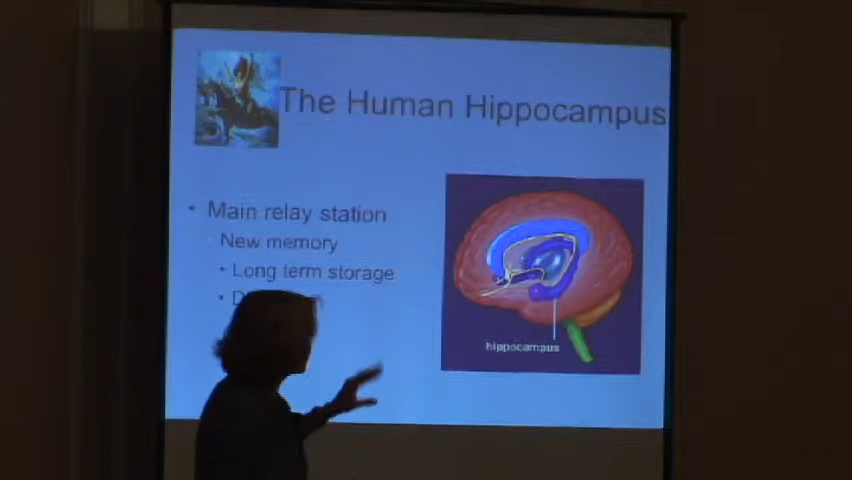 The Human Hippocampus
• Main relay station
New memory
• Long term storage
hippocampus